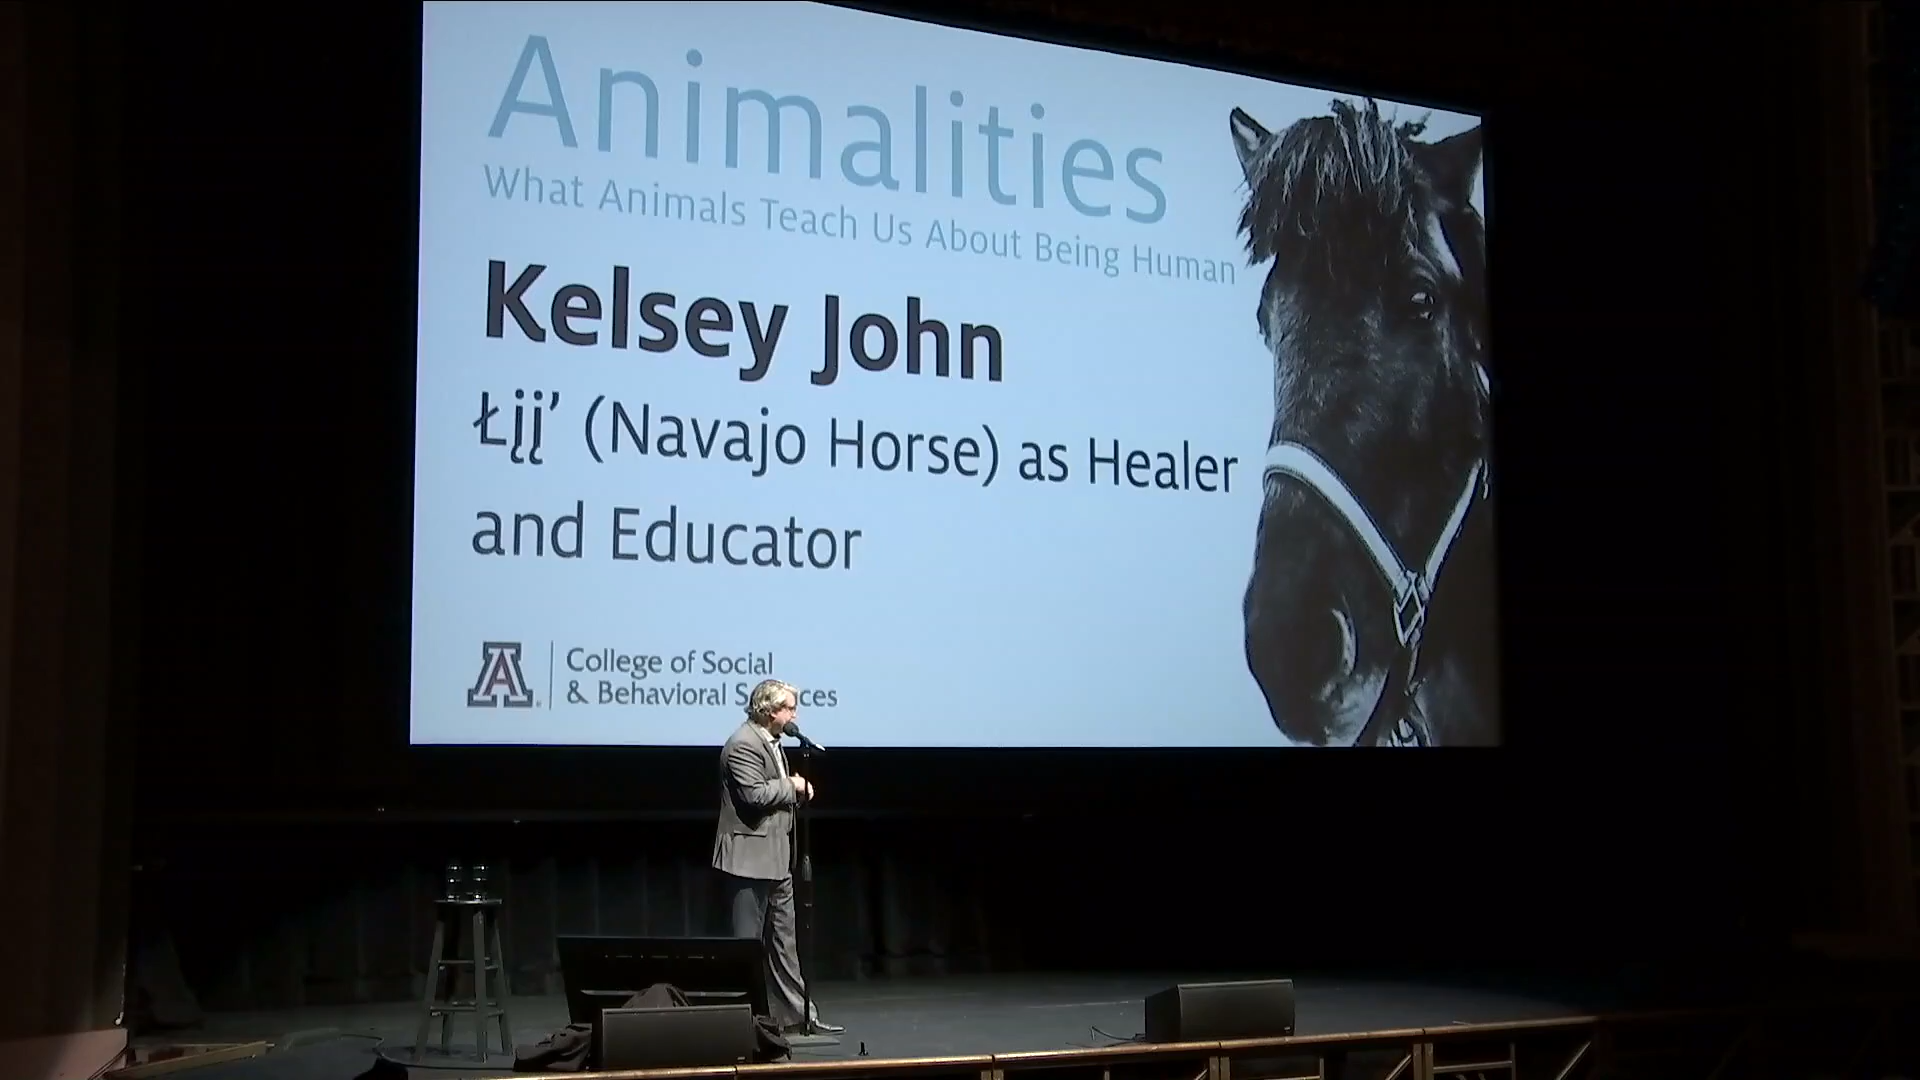 Animalities
What Animals Teach Us About Being Human
Kelsey John
Łįį’ (Navajo Horse) as Healer
and Educator
A
College of Social
& Behavioral S ces